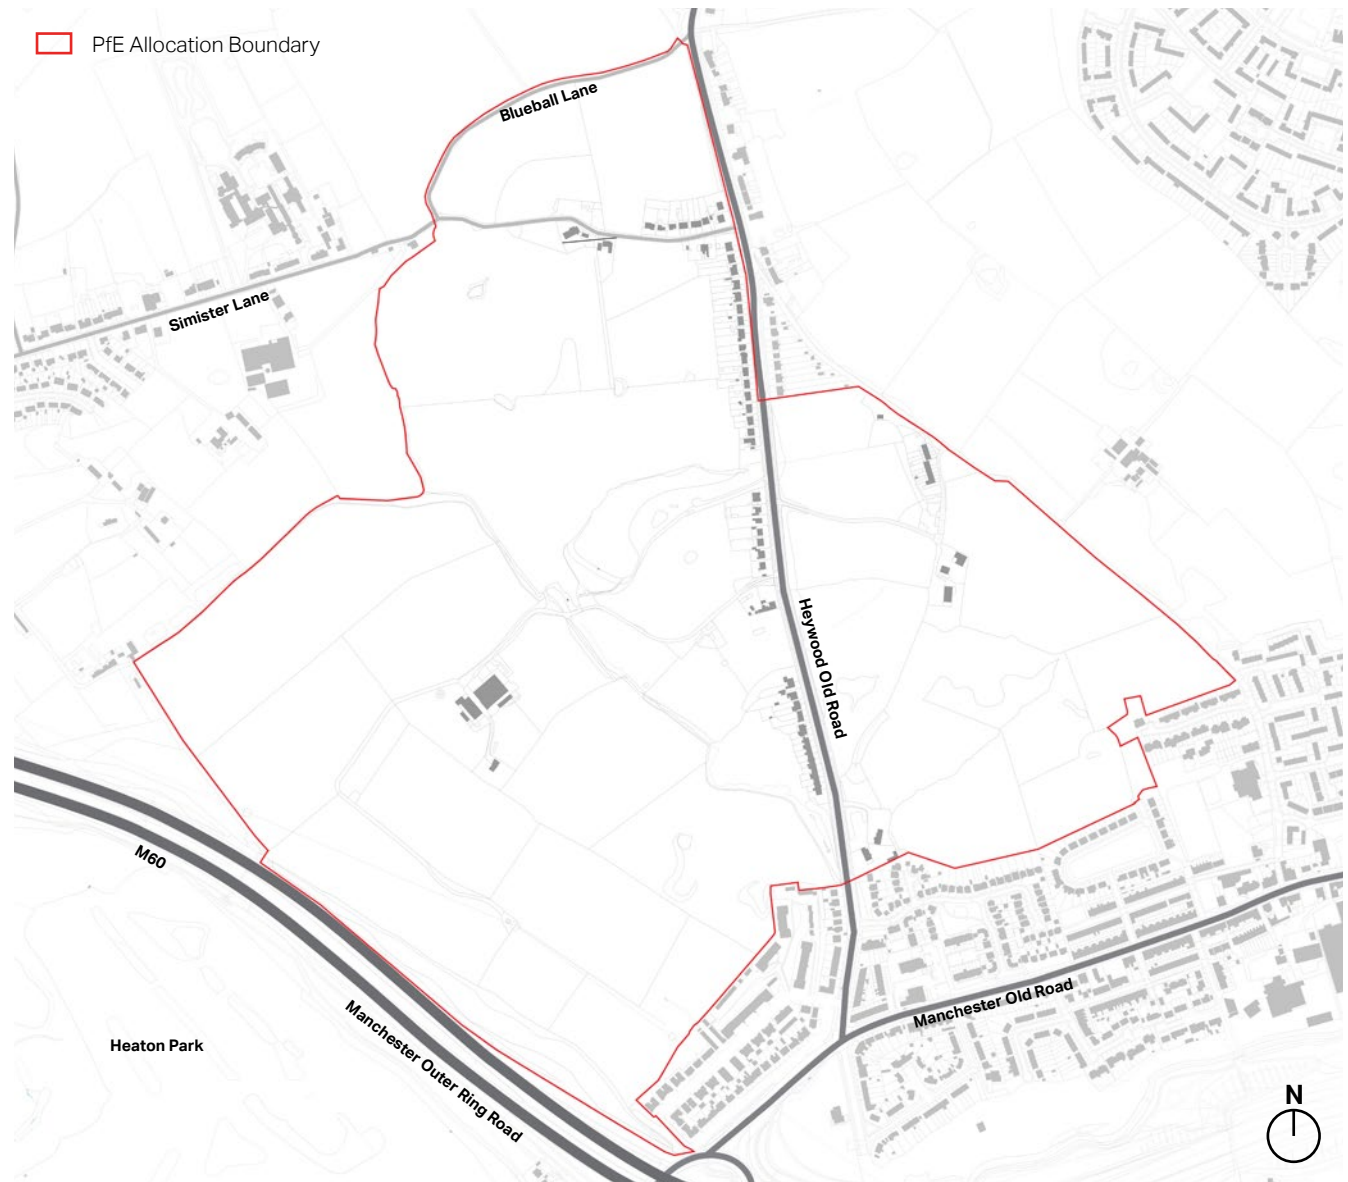 PfE Allocation Boundary
Blueball Lane
Simister Lane
Heywood Old Road
M60
Manchester Outer Ring Road
Manchester Old Road
Heaton Park
N